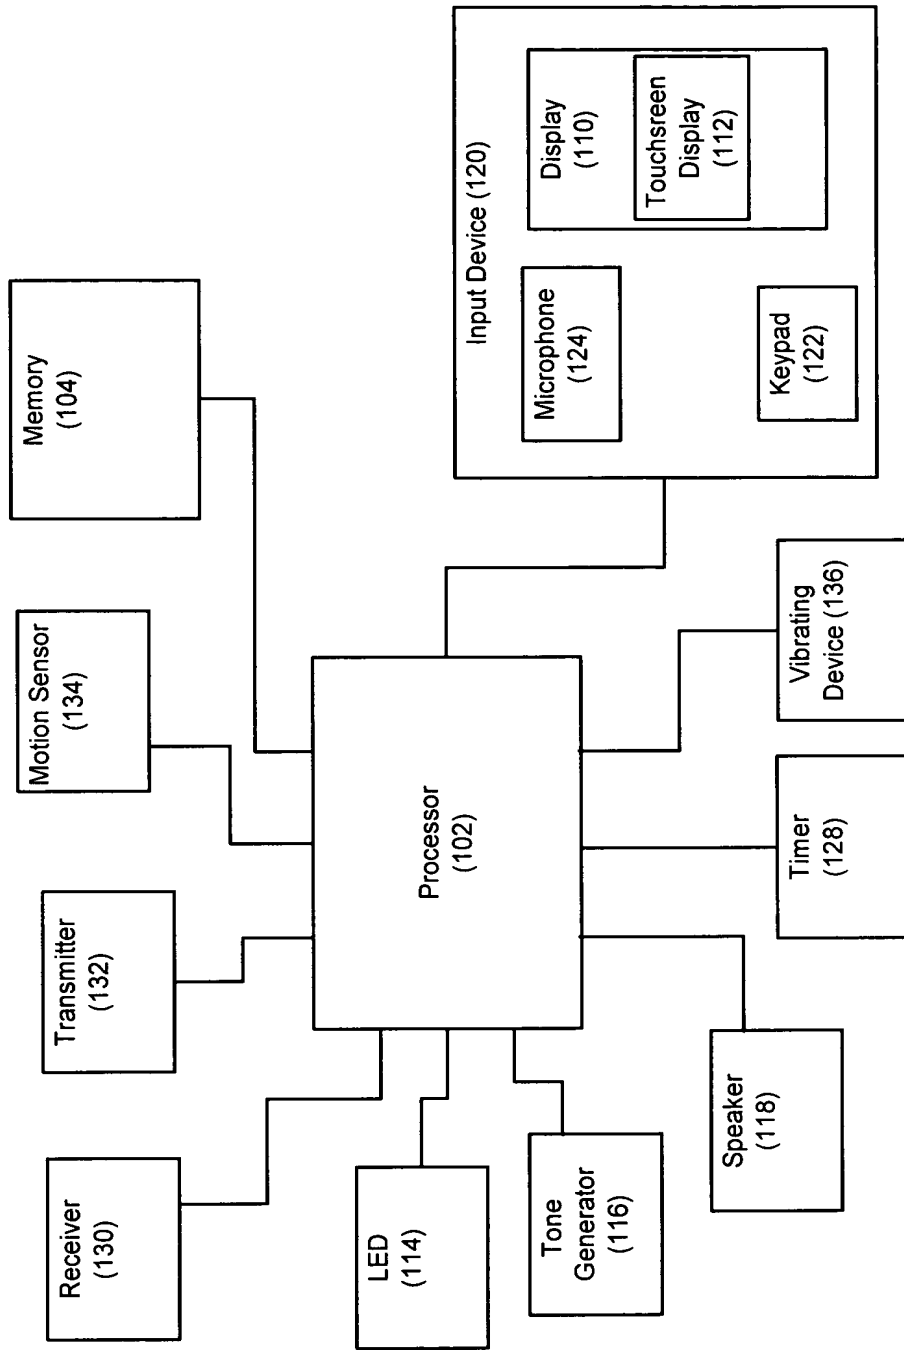 Receiver
(130)
Transmitter
(132)
Motion Sensor
(134)
Memory
(104)
LED
(114)
Processor
(102)
Tone
Generator
(116)
Speaker
(118)
Timer
(128)
Vibrating
Device (136)
Input Device (120)
Microphone
(124)
Display
(110)
Touchsreen
Display
(112)
Keypad
(122)